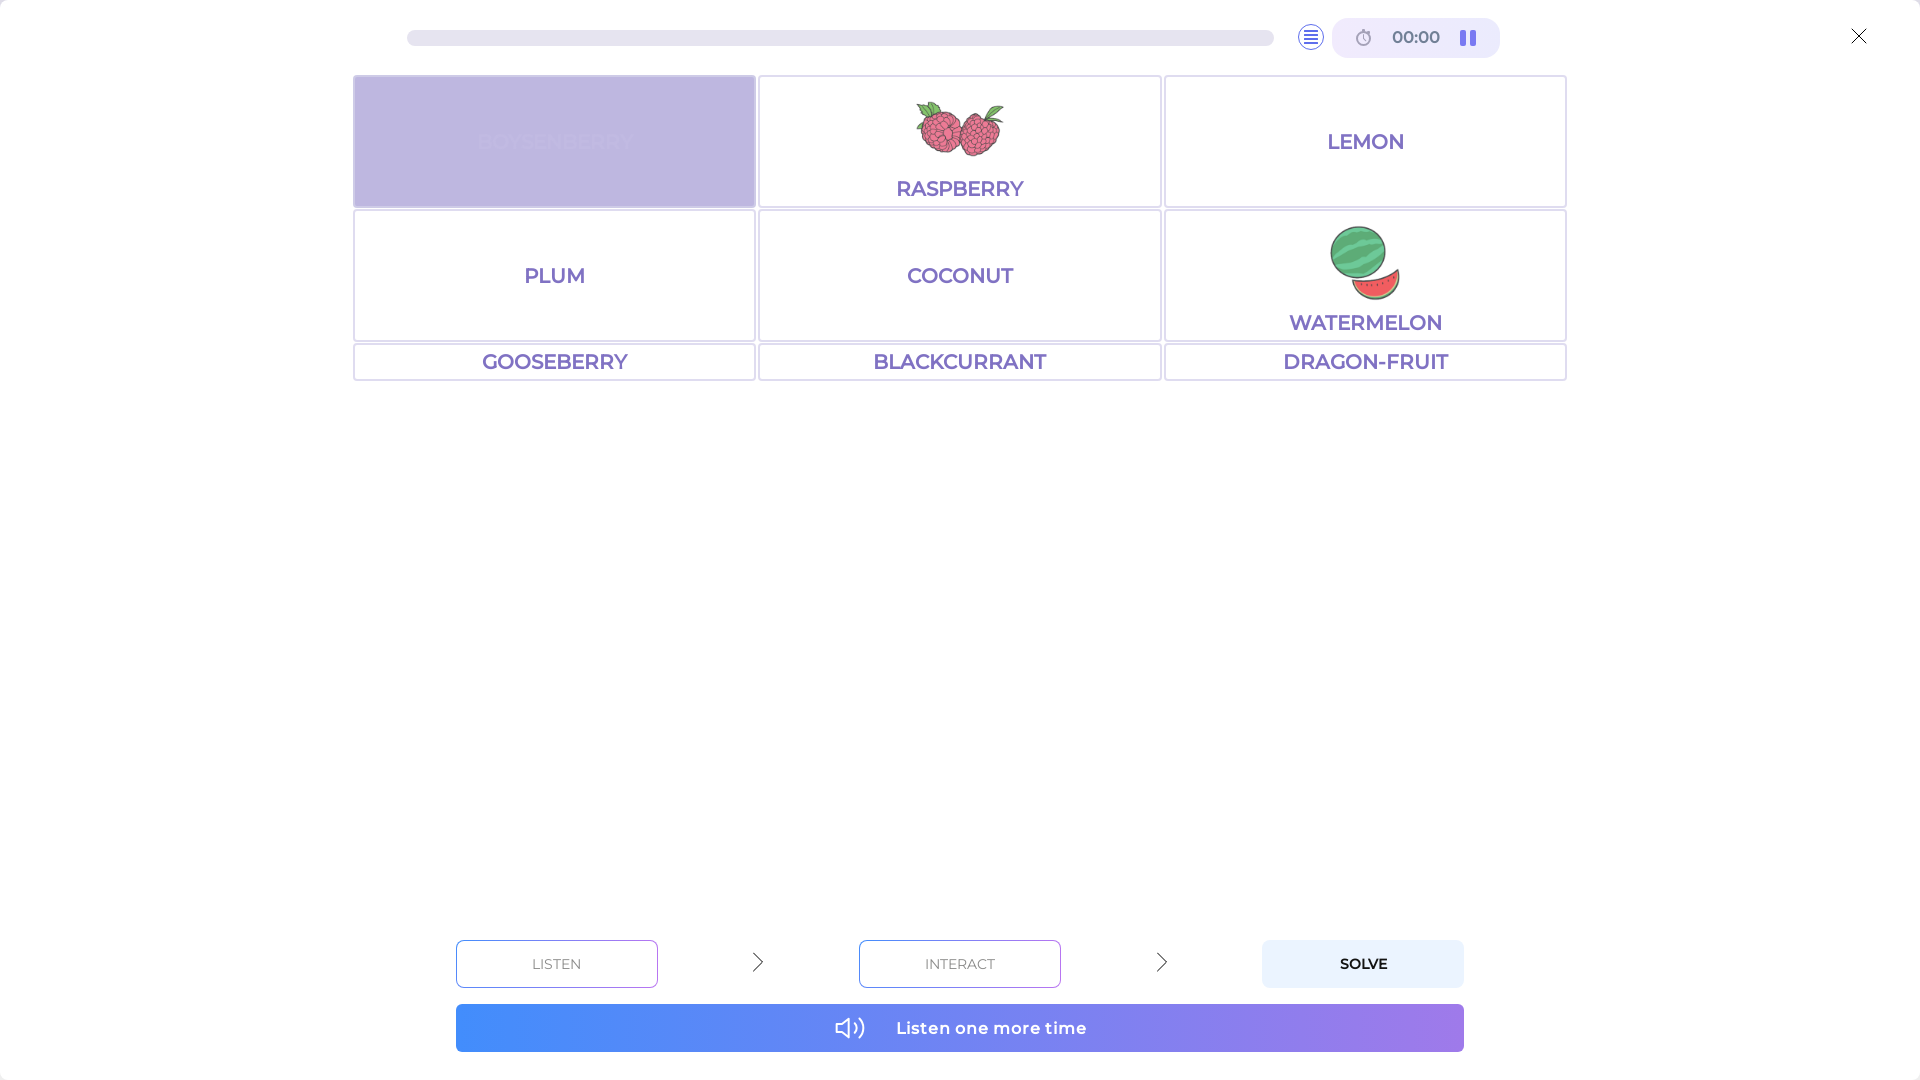 00:00
BOYSENBERRY
RASPBERRY
LEMON
PLUM
COCONUT
WATERMELON
GOOSEBERRY
BLACKCURRANT
DRAGON-FRUIT
LISTEN
INTERACT
SOLVE
Listen one more time